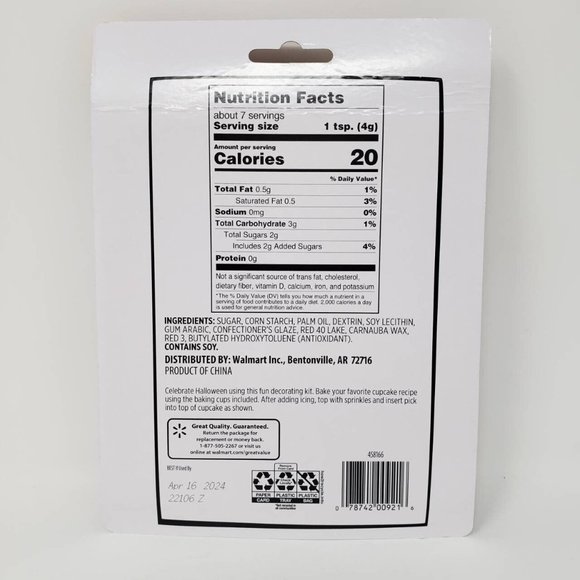 Nutrition Facts
about 7 servings
Serving size 1 tsp. (4g)
Amount per serving
Calories 20
% Daily Value*
Total Fat 0.5g 1%
Saturated Fat 0.5 3%
Sodium 0mg 0%
Total Carbohydrate 3g 1%
Total Sugars 2g
Includes 2g Added Sugars 4%
Protein 0g
Not a significant source of trans fat, cholesterol,
dietary fiber, vitamin D, calcium, iron, and potassium
*The % Daily Value (DV) tells you how much a nutrient in a
serving of food contributes to a daily diet. 2,000 calories a day
is used for general nutrition advice.
INGREDIENTS: SUGAR, CORN STARCH, PALM OIL, DEXTRIN, SOY LECITHIN,
GUM ARABIC, CONFECTIONER'S GLAZE, RED 40 LAKE, CARNAUBA WAX,
RED 3, BUTYLATED HYDROXYTOLUENE (ANTIOXIDANT).
CONTAINS SOY.
DISTRIBUTED BY: Walmart Inc., Bentonville, AR 72716
PRODUCT OF CHINA
Celebrate Halloween using this fun decorating kit. Bake your favorite cupcake recipe
using the baking cups included. After adding icing, top with sprinkles and insert pick
into top of cupcake as shown.
Great Quality. Guaranteed.
Return the package for
replacement or money back.
1-877-505-2267 or visit us
online at walmart.com/greatvalue
458166
BEST If Used By
Apr 16 2024
22106 Z
PAPER CARD
PLASTIC TRAY
PLASTIC BAG
0 78742 00921 6